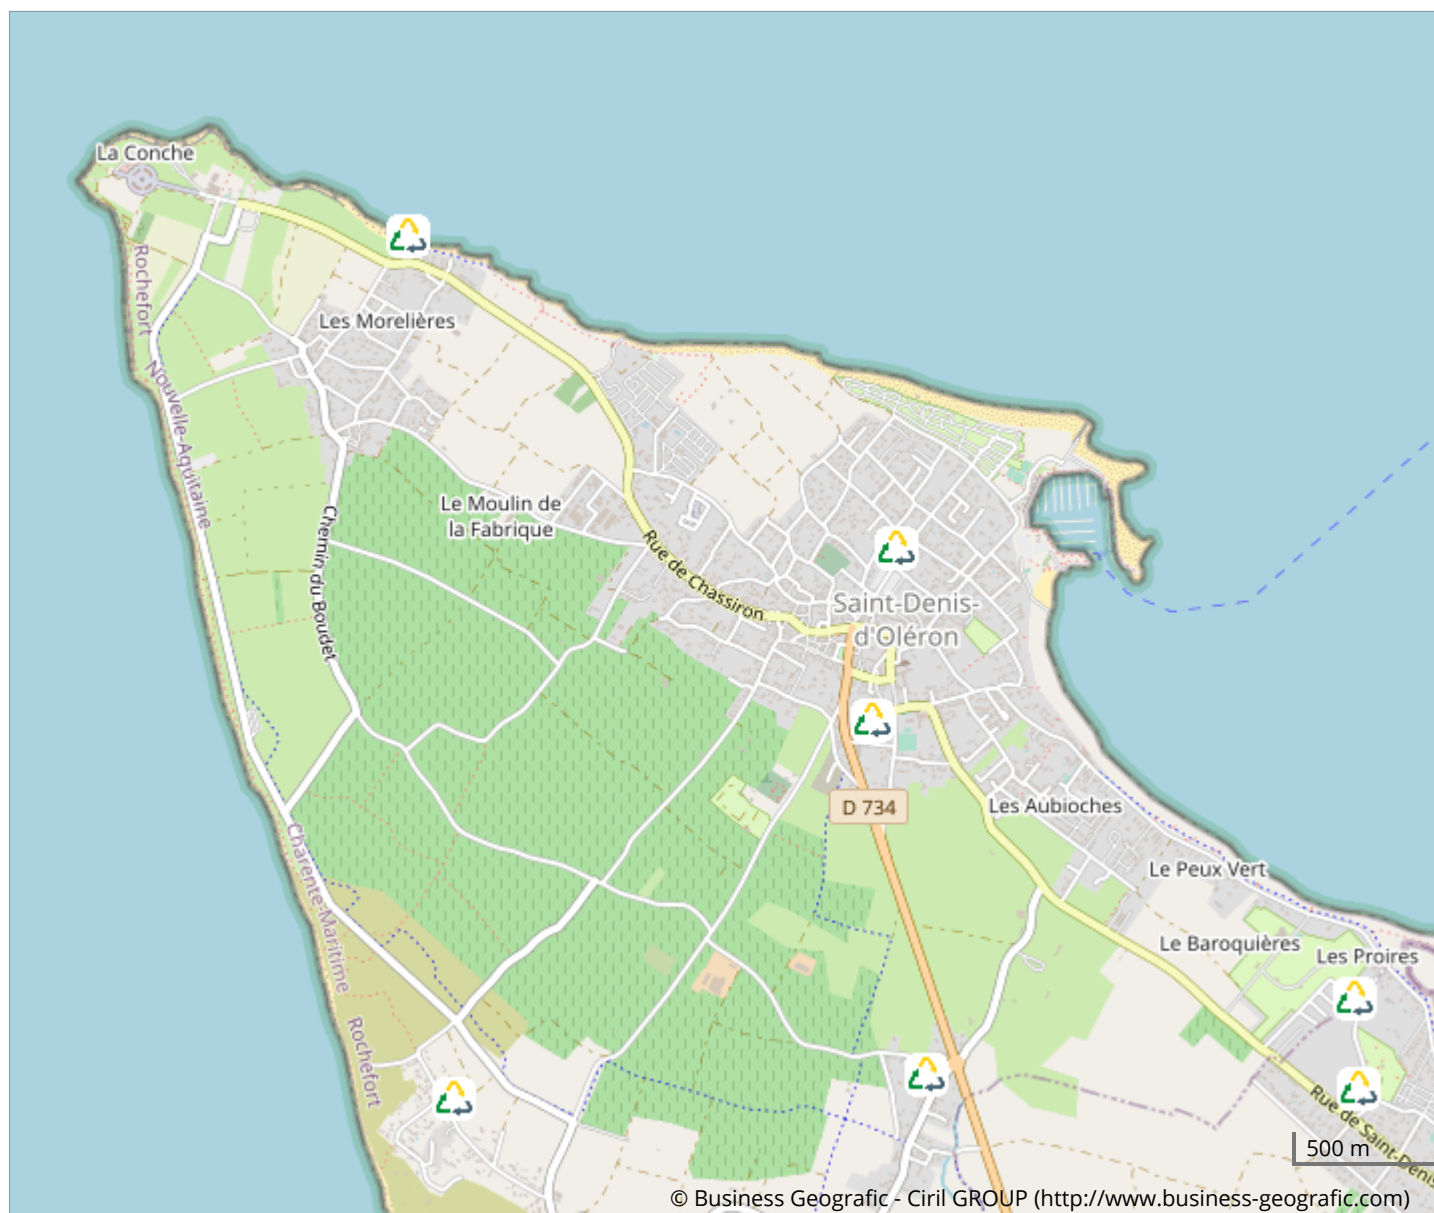 La Conche
Rochefort
Les Morelières
Nouvelle-Aquitaine
Le Moulin de
la Fabrique
Chemin du Boudet
Rue de Chassiron
Saint-Denis-
d'Oléron
D 734
Les Aubioches
Le Peux Vert
Charente-Maritime
Le Baroquières
Les Proires
Rochefort
Rue de Saint-Denis
500 m
© Business Geografic - Ciril GROUP (http://www.business-geografic.com)